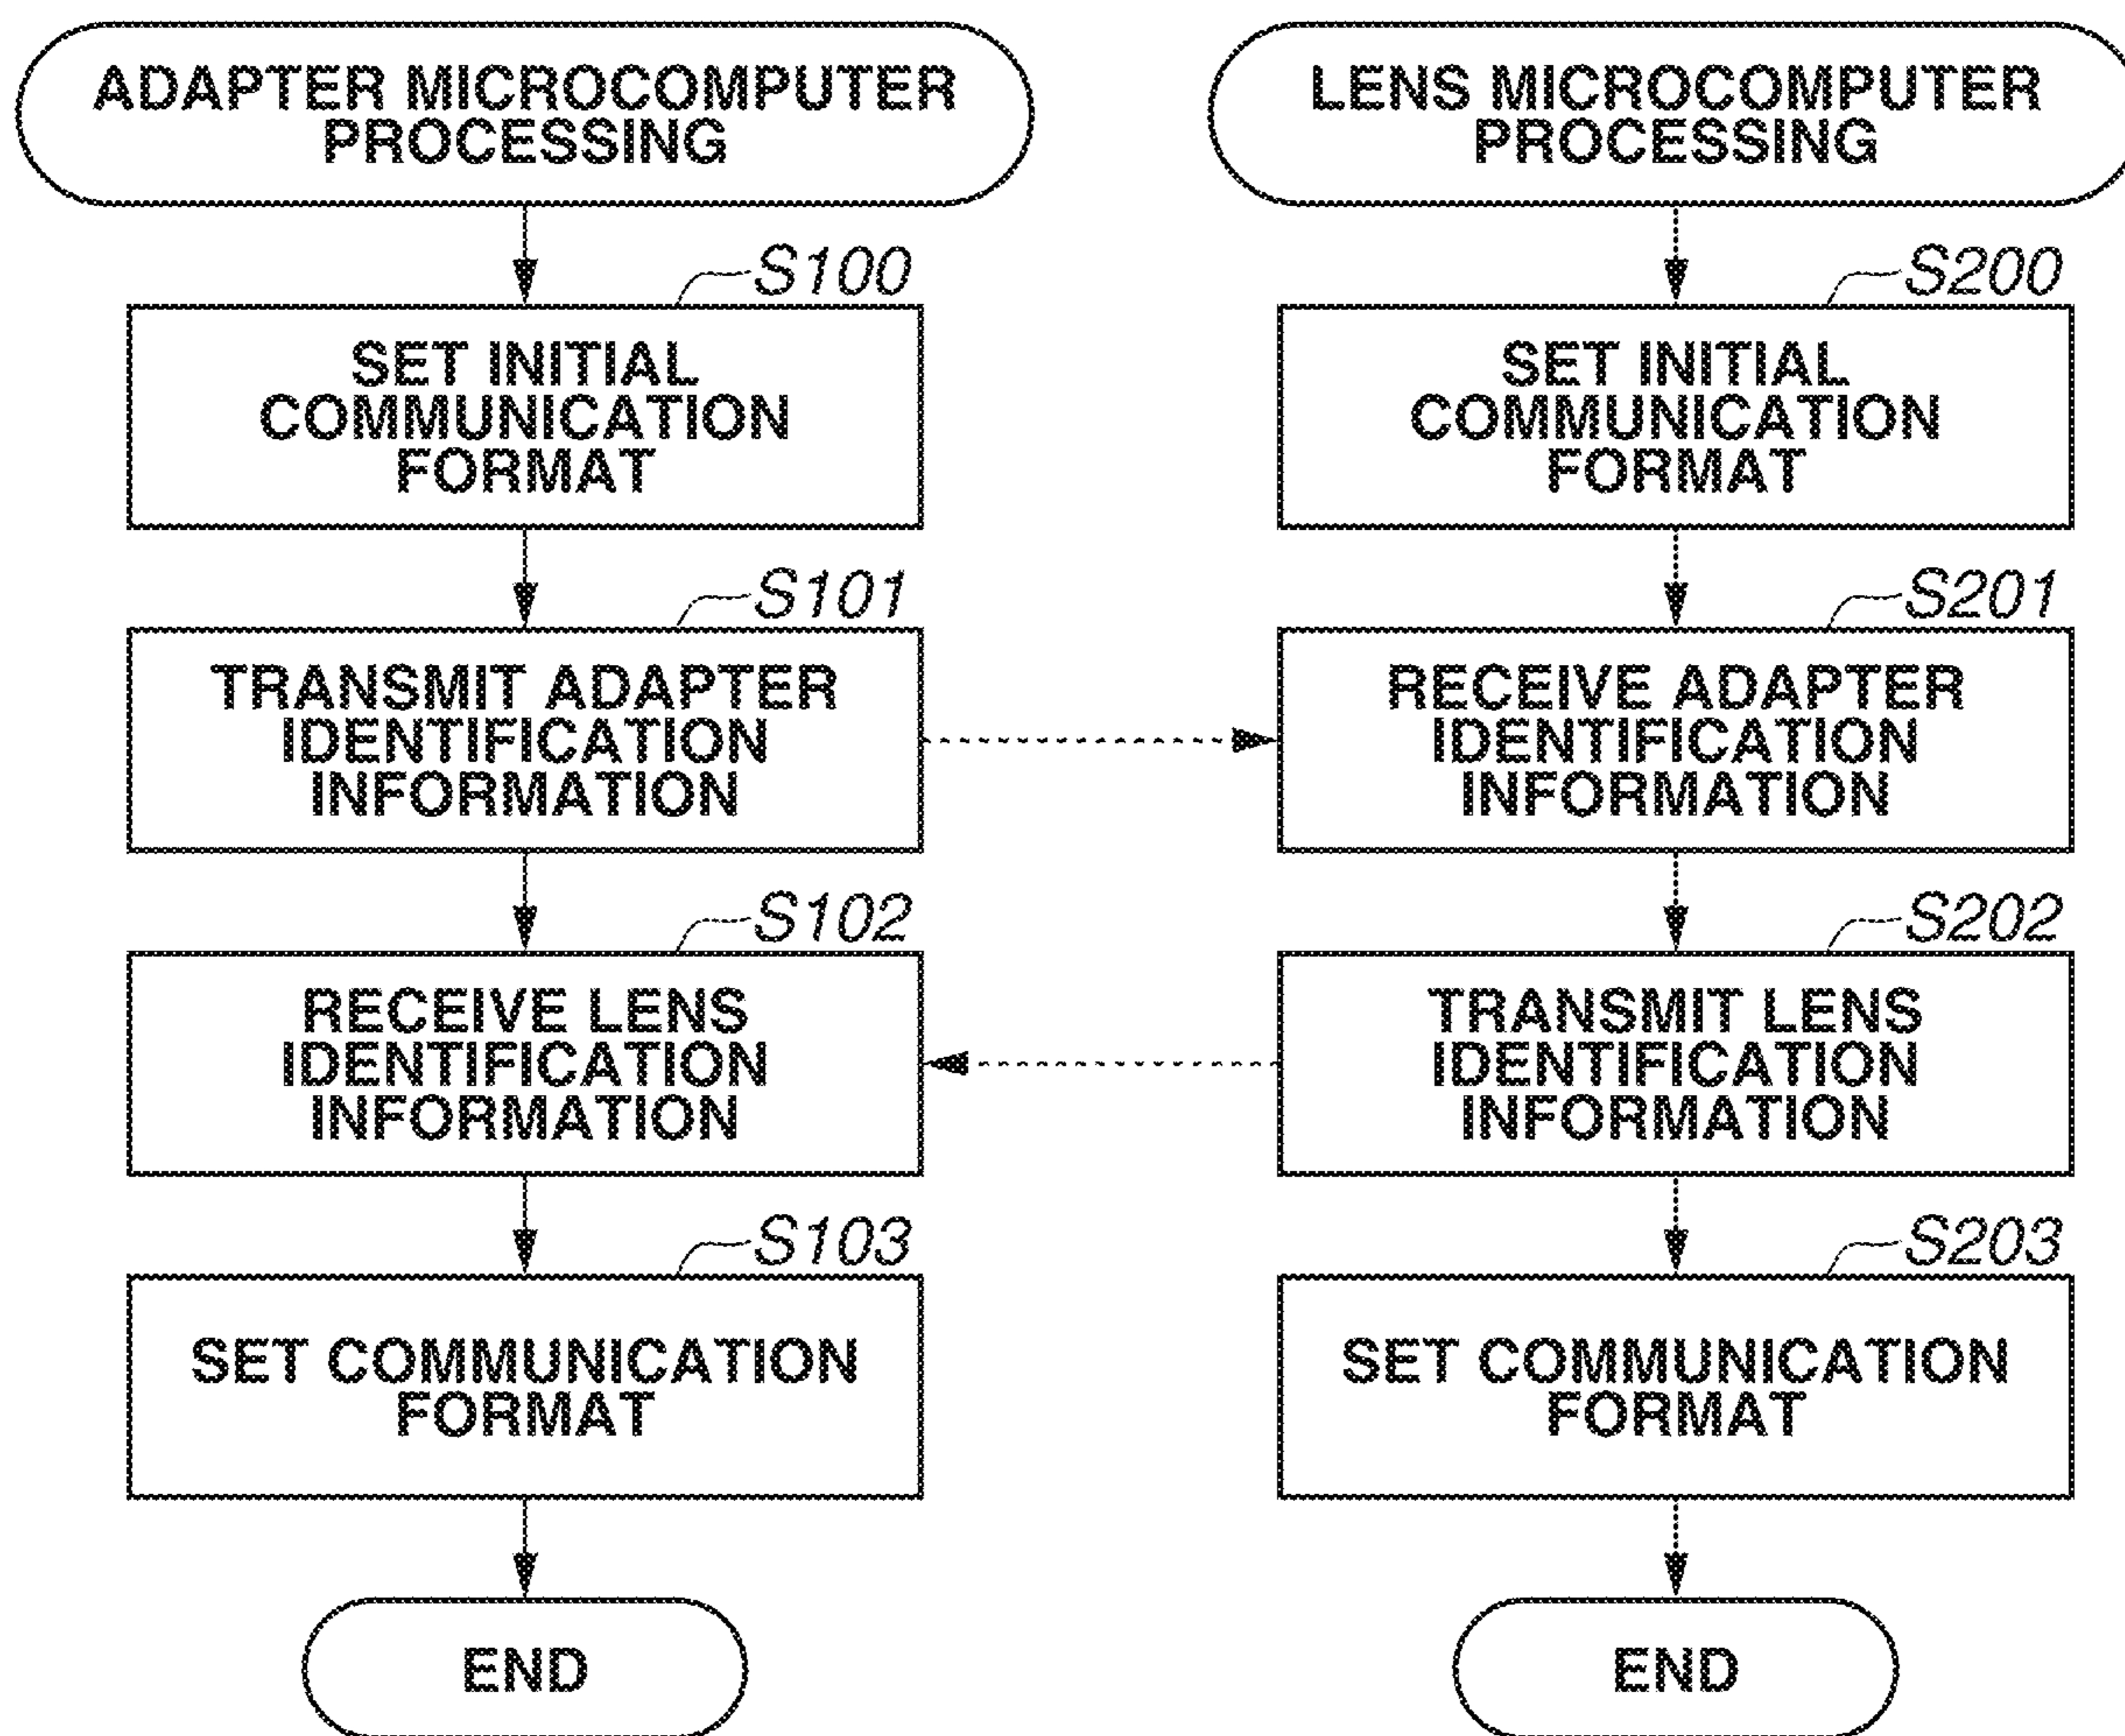 ADAPTER MICROCOMPUTER
PROCESSING
S100
SET INITIAL
COMMUNICATION
FORMAT
S101
TRANSMIT ADAPTER
IDENTIFICATION
INFORMATION
S102
RECEIVE LENS
IDENTIFICATION
INFORMATION
S103
SET COMMUNICATION
FORMAT
END
LENS MICROCOMPUTER
PROCESSING
S200
SET INITIAL
COMMUNICATION
FORMAT
S201
RECEIVE ADAPTER
IDENTIFICATION
INFORMATION
S202
TRANSMIT LENS
IDENTIFICATION
INFORMATION
S203
SET COMMUNICATION
FORMAT
END